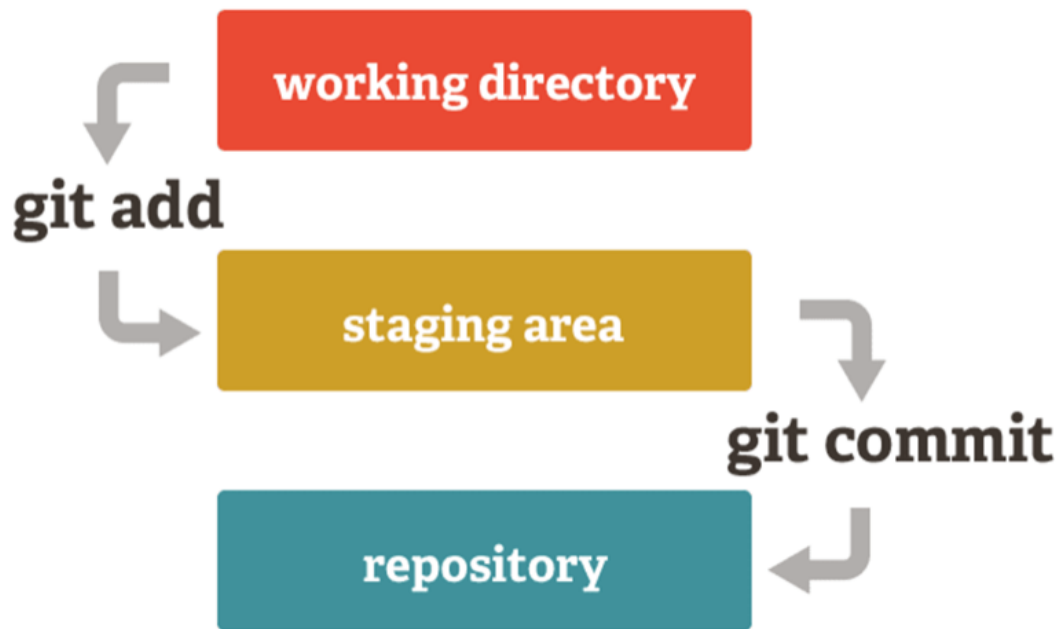 working directory
git add
staging area
git commit
repository